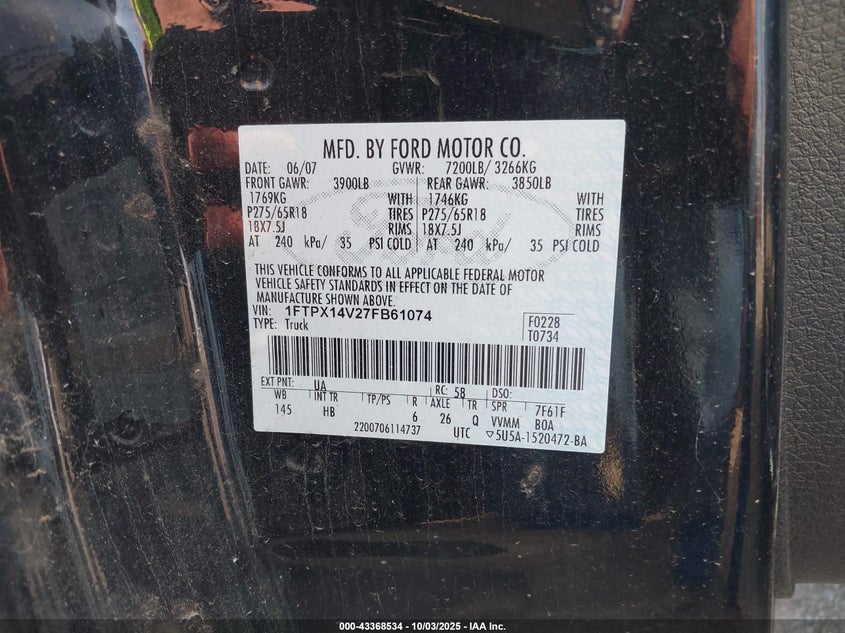 MFD. BY FORD MOTOR CO.
DATE: 06/07 GVWR: 7200LB/ 3266KG
FRONT GAWR: 3900LB REAR GAWR: 3850LB
1769KG WITH 1746KG WITH
P275/65R18 TIRES P275/65R18 TIRES
18X7.5J RIMS 18X7.5J RIMS
AT 240 kPa/ 35 PSI COLD AT 240 kPa/ 35 PSI COLD
Ford
THIS VEHICLE CONFORMS TO ALL APPLICABLE FEDERAL MOTOR
VEHICLE SAFETY STANDARDS IN EFFECT ON THE DATE OF
MANUFACTURE SHOWN ABOVE.
VIN: 1FTPX14V27FB61074
TYPE: Truck
F0228
T0734
EXT PNT: UA RC: 58 DSO:
WB INT TR TP/PS R AXLE TR SPR 7F61F
145 HB 6 26 Q VVMM BOA
2200706114737 UTC ▽5U5A-1520472-BA
000-43368534 - 10/03/2025 - IAA Inc.